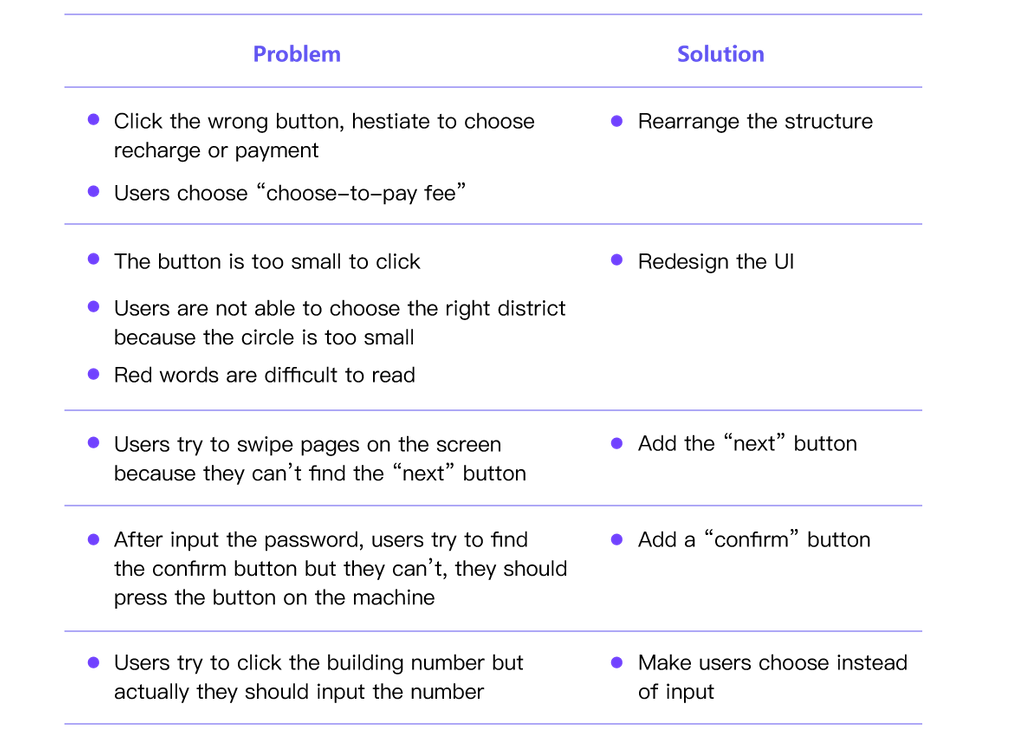 Problem
Solution
Click the wrong button, hestiate to choose
recharge or payment
Users choose “choose-to-pay fee”
Rearrange the structure
The button is too small to click
Users are not able to choose the right district
because the circle is too small
Red words are difficult to read
Redesign the UI
Users try to swipe pages on the screen
because they can’t find the “next” button
Add the “next” button
After input the password, users try to find
the confirm button but they can’t, they should
press the button on the machine
Add a “confirm” button
Users try to click the building number but
actually they should input the number
Make users choose instead
of input